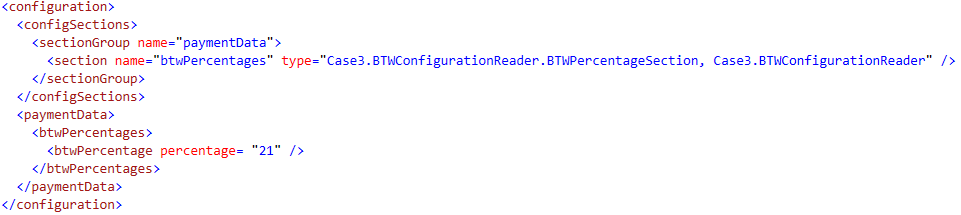 <configuration>
  <configSections>
    <sectionGroup name="paymentData">
      <section name="btwPercentages" type="Case3.BTWConfigurationReader.BTWPercentageSection, Case3.BTWConfigurationReader" />
    </sectionGroup>
  </configSections>
  <paymentData>
    <btwPercentages>
      <btwPercentage percentage= "21" />
    </btwPercentages>
  </paymentData>
</configuration>